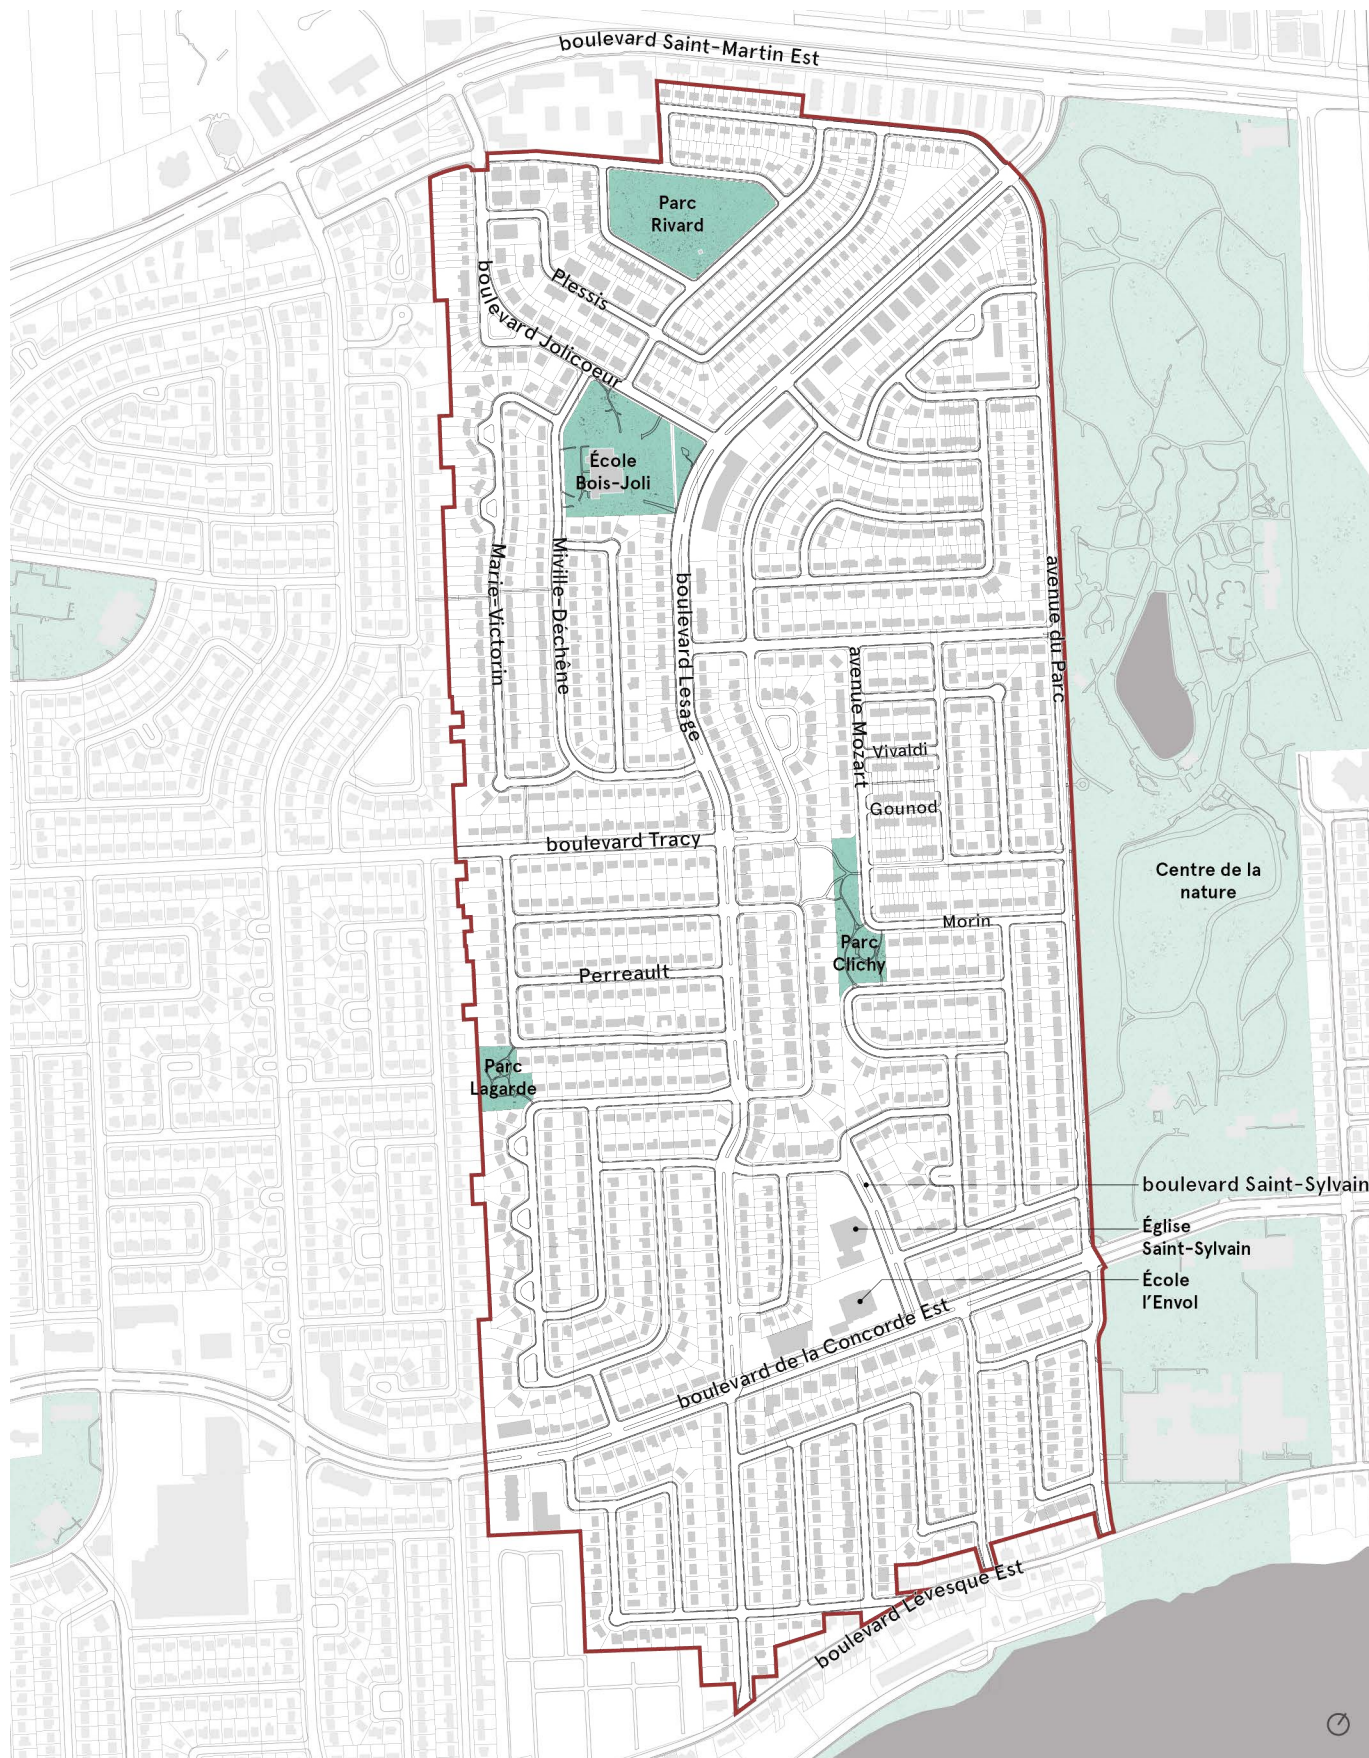 boulevard Saint-Martin Est
Parc
Rivard
Plessis
boulevard Jolicoeur
École
Bois-Joli
Marie-Victorin
Miville-Déchêne
boulevard Lesage
avenue du Parc
avenue Mozart
Vivaldi
Gounod
boulevard Tracy
Centre de la
nature
Morin
Parc
Clichy
Perreault
Parc
Lagarde
boulevard Saint-Sylvain
Église
Saint-Sylvain
École
l'Envol
boulevard de la Concorde Est
boulevard Lévesque Est